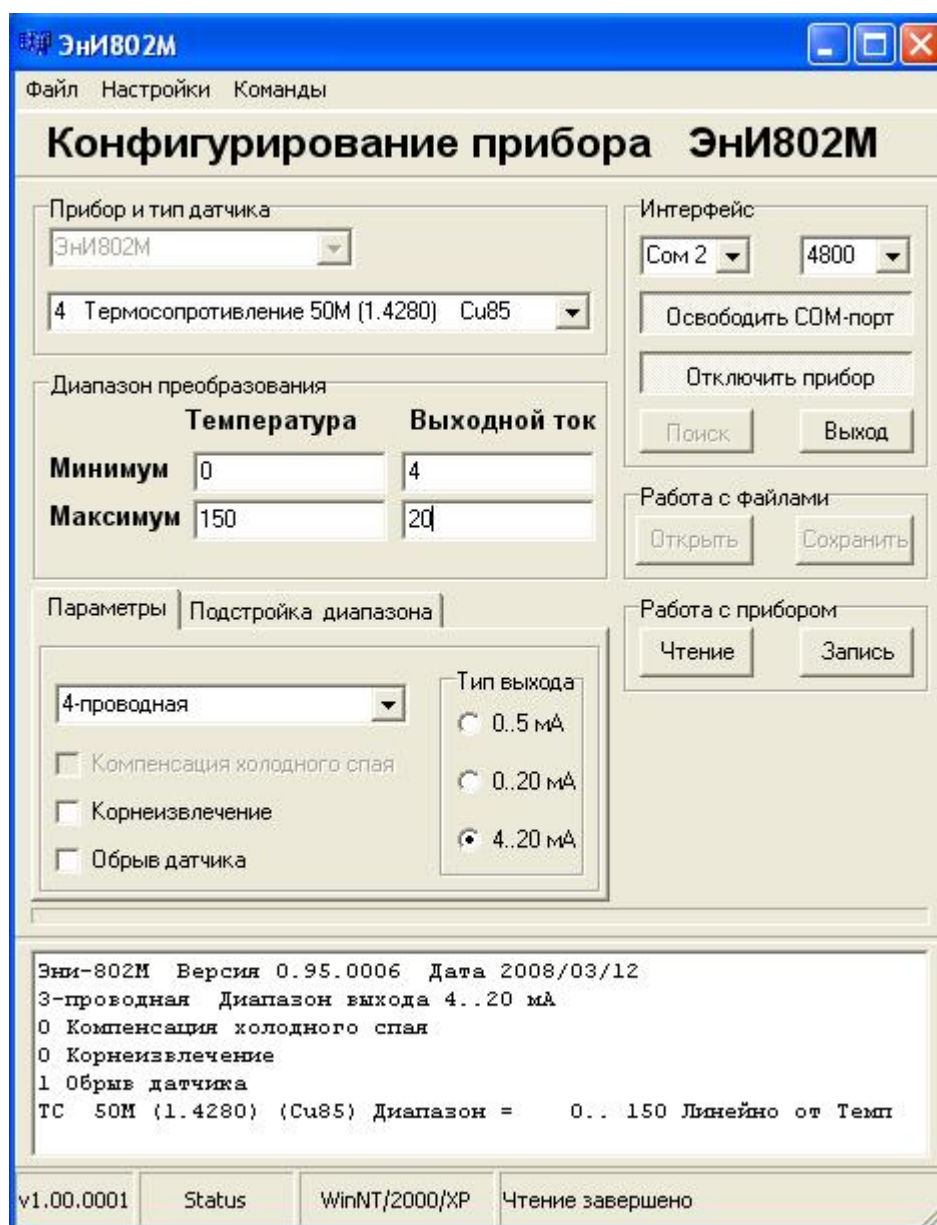 ЭнИ802М
Файл Настройки Команды
Конфигурирование прибора ЭнИ802М
Прибор и тип датчика
ЭнИ802М
4 Термосопротивление 50М (1.4280) Cu85
Интерфейс
Сом 2 4800
Освободить COM-порт
Отключить прибор
Поиск Выход
Диапазон преобразования
Температура Выходной ток
Минимум 0 4
Максимум 150 20
Работа с файлами
Открыть Сохранить
Работа с прибором
Чтение Запись
Параметры Подстройка диапазона
4-проводная
Компенсация холодного спая
Корнеизвлечение
Обрыв датчика
Тип выхода
0..5 мА
0..20 мА
4..20 мА
Эни-802М Версия 0.95.0006 Дата 2008/03/12
3-проводная Диапазон выхода 4..20 мА
0 Компенсация холодного спая
0 Корнеизвлечение
1 Обрыв датчика
ТС 50М (1.4280) (Cu85) Диапазон = 0.. 150 Линейно от Темп
v1.00.0001 Status WinNT/2000/XP Чтение завершено